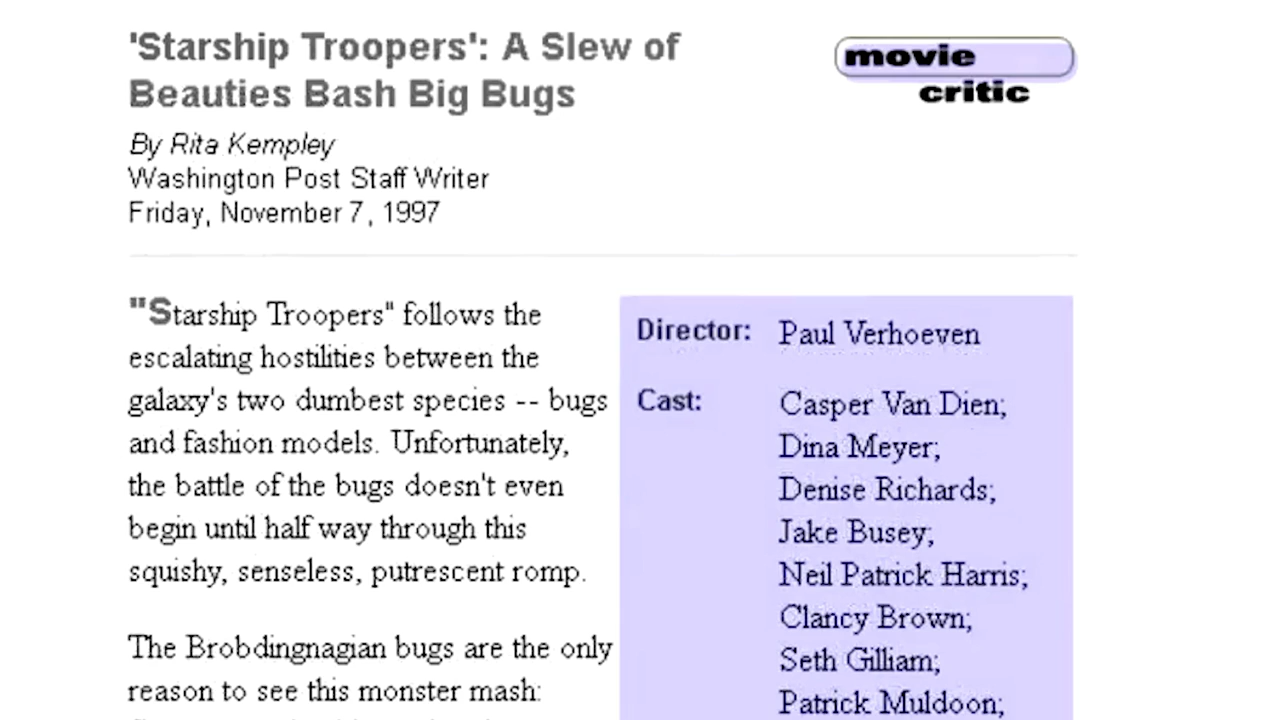 'Starship Troopers': A Slew of
Beauties Bash Big Bugs
movie
critic
By Rita Kempley
Washington Post Staff Writer
Friday, November 7, 1997
"Starship Troopers" follows the
escalating hostilities between the
galaxy's two dumbest species -- bugs
and fashion models. Unfortunately,
the battle of the bugs doesn't even
begin until half way through this
squishy, senseless, putrescent romp.
The Brobdingnagian bugs are the only
reason to see this monster mash:
Director: Paul Verhoeven
Cast: Casper Van Dien;
Dina Meyer;
Denise Richards;
Jake Busey;
Neil Patrick Harris;
Clancy Brown;
Seth Gilliam;
Patrick Muldoon;